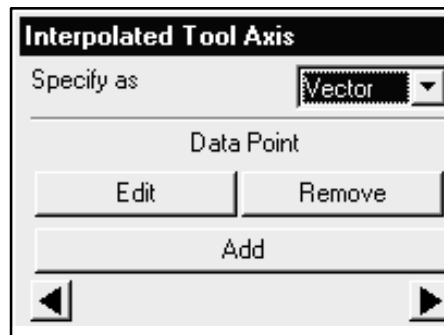 Interpolated Tool Axis
Specify as Vector
Data Point
Edit Remove
Add